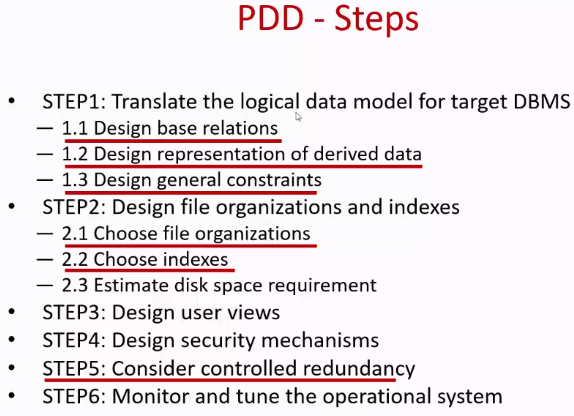 PDD - Steps
• STEP1: Translate the logical data model for target DBMS
— 1.1 Design base relations
— 1.2 Design representation of derived data
— 1.3 Design general constraints
• STEP2: Design file organizations and indexes
— 2.1 Choose file organizations
— 2.2 Choose indexes
— 2.3 Estimate disk space requirement
• STEP3: Design user views
• STEP4: Design security mechanisms
• STEP5: Consider controlled redundancy
• STEP6: Monitor and tune the operational system